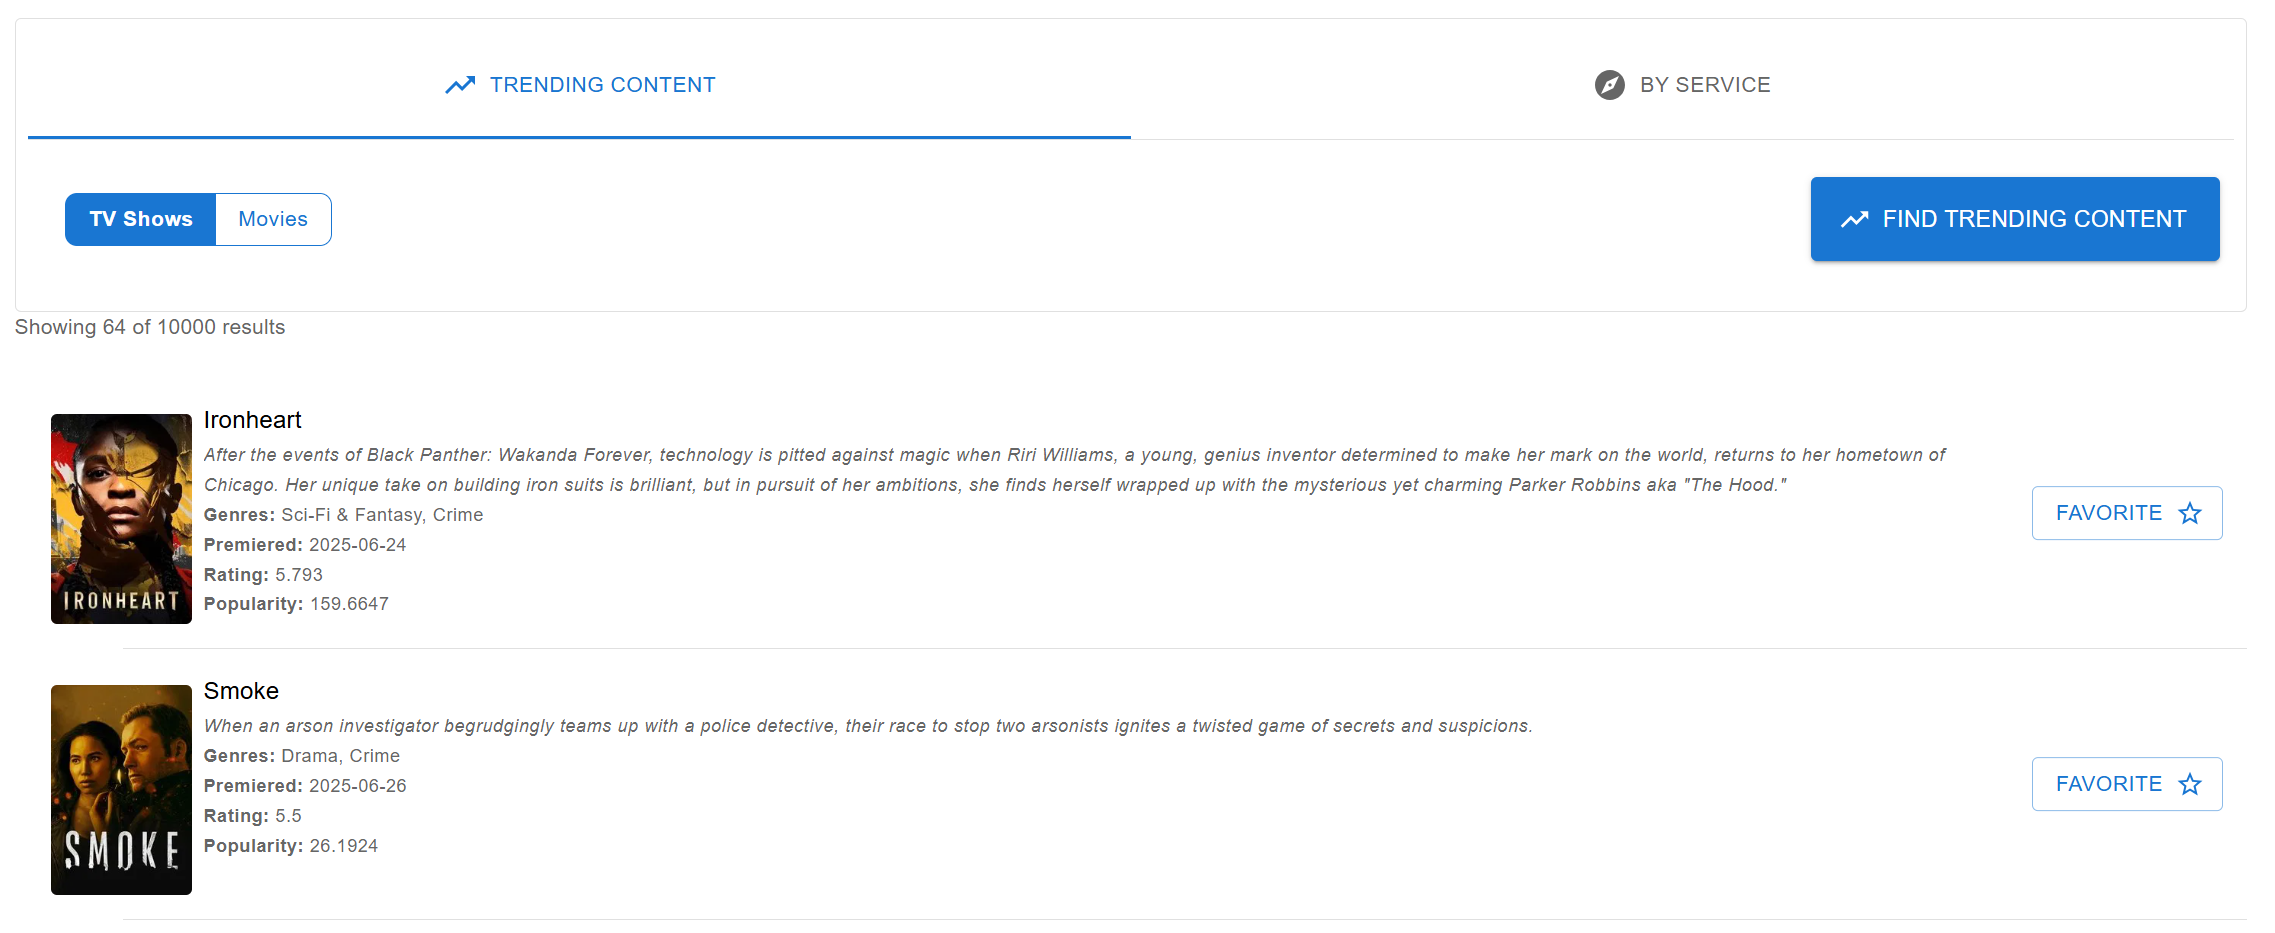 TRENDING CONTENT
BY SERVICE
TV Shows
Movies
FIND TRENDING CONTENT
Showing 64 of 10000 results
IRONHEART
Ironheart
After the events of Black Panther: Wakanda Forever, technology is pitted against magic when Riri Williams, a young, genius inventor determined to make her mark on the world, returns to her hometown of
Chicago. Her unique take on building iron suits is brilliant, but in pursuit of her ambitions, she finds herself wrapped up with the mysterious yet charming Parker Robbins aka "The Hood."
Genres: Sci-Fi & Fantasy, Crime
Premiered: 2025-06-24
Rating: 5.793
Popularity: 159.6647
FAVORITE
SMOKE
Smoke
When an arson investigator begrudgingly teams up with a police detective, their race to stop two arsonists ignites a twisted game of secrets and suspicions.
Genres: Drama, Crime
Premiered: 2025-06-26
Rating: 5.5
Popularity: 26.1924
FAVORITE